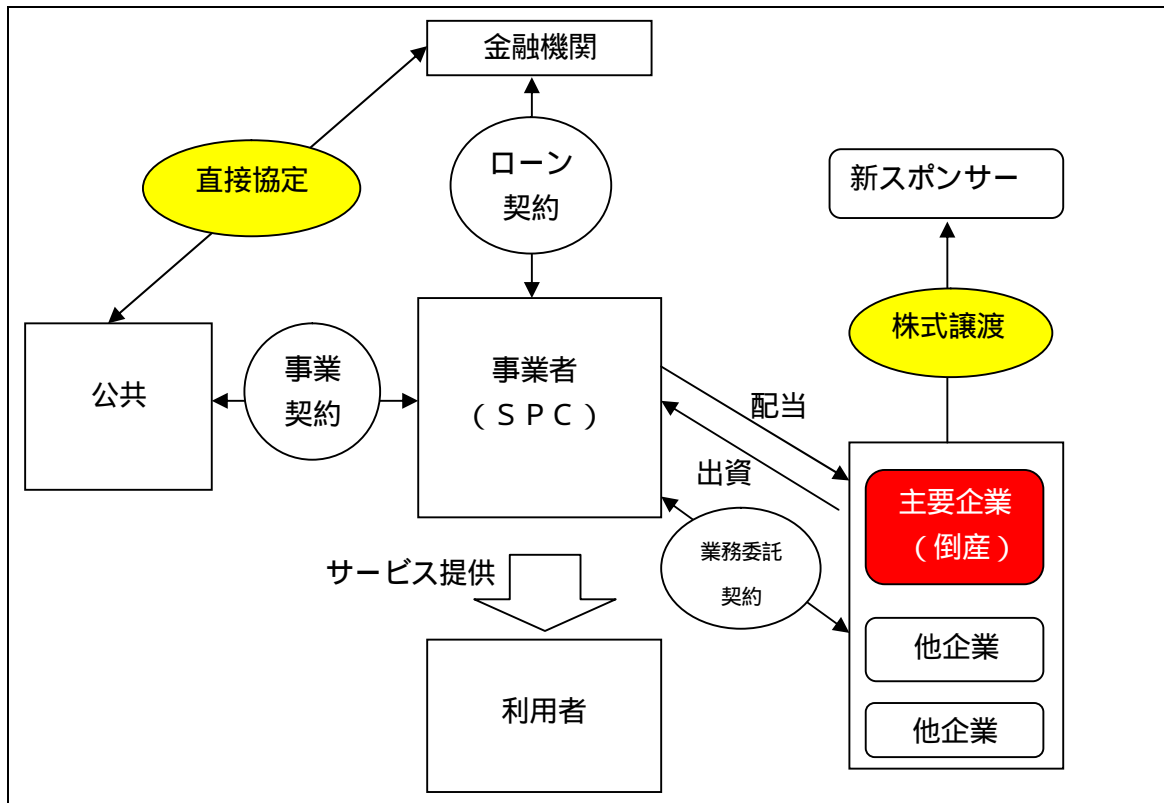 金融機関
直接協定
ローン
契約
新スポンサー
株式譲渡
公共
事業
契約
事業者
(SPC)
配当
出資
主要企業
(倒産)
業務委託
契約
サービス提供
他企業
利用者
他企業